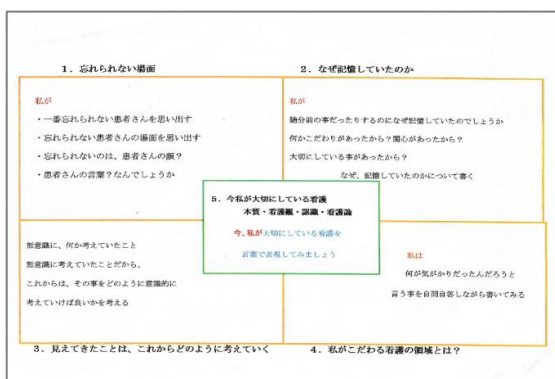 1．忘れられない場面
2．なぜ記憶していたのか
私が
・一番忘れられない患者さんを思い出す
・忘れられない患者さんの場面を思い出す
・忘れられないのは、患者さんの顔？
・患者さんの言葉？なんでしょうか
私が
随分前の事だったりするのになぜ記憶していたのでしょうか
何かこだわりがあったから？関心があったから？
大切にしている事があったから？
なぜ、記憶していたのかについて書く
5．今私が大切にしている看護
本質・看護観・認識・看護論
今、私が大切にしている看護を
言葉で表現してみましょう
無意識に、何か考えていたこと
無意識に考えていたことだから、
これからは、その事をどのように意識的に
考えていけば良いかを考える
私は
何が気がかりだったんだろうと
言う事を自問自答しながら書いてみる
3．見えてきたことは、これからどのように考えていく
4．私がこだわる看護の領域とは？